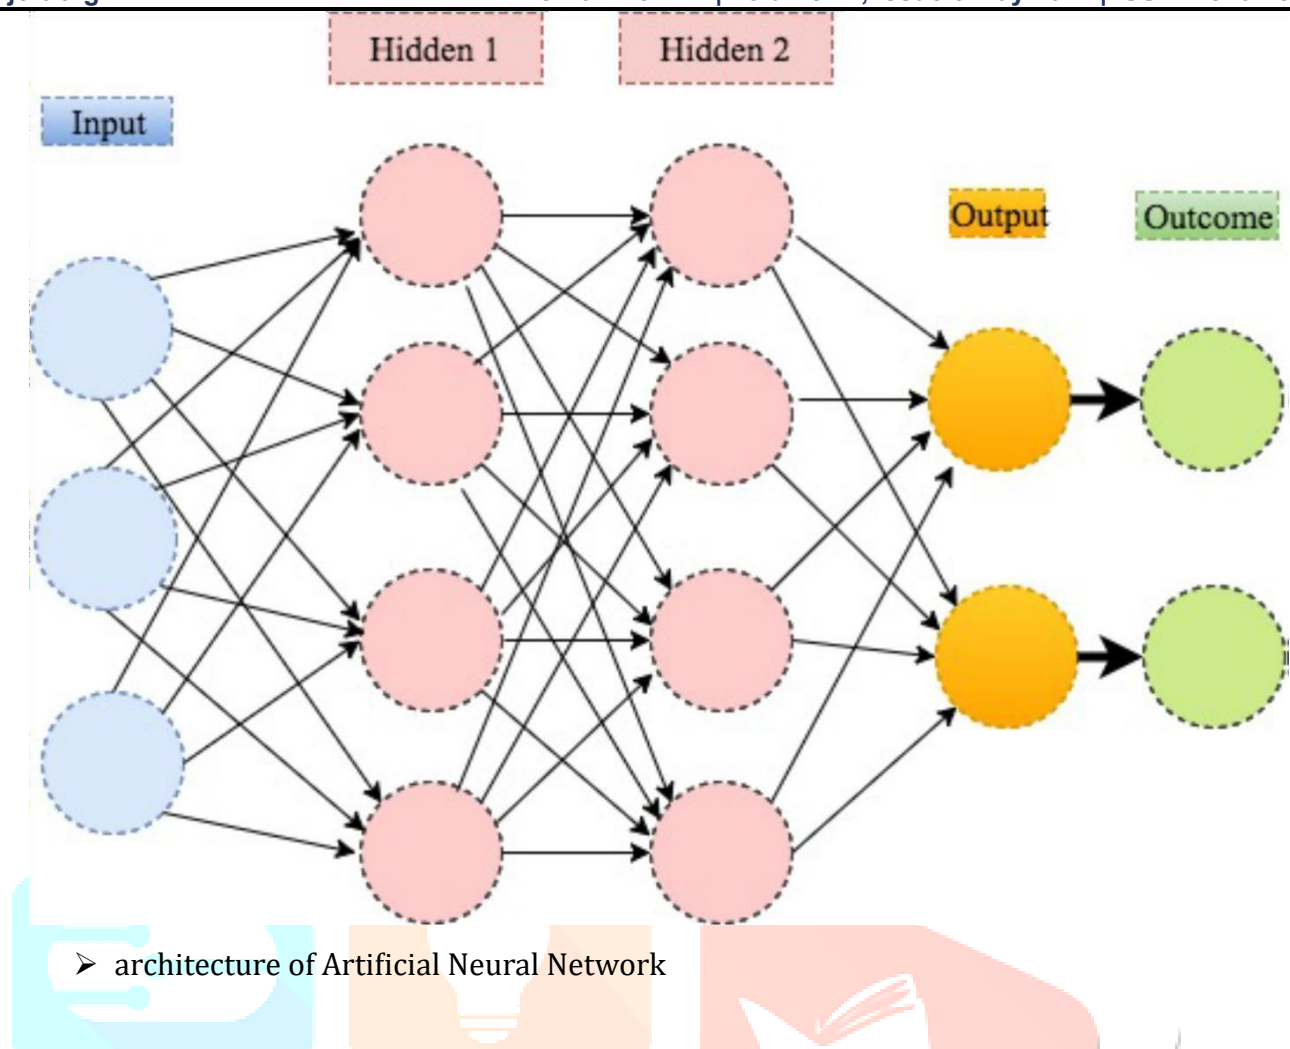 Hidden 1
Hidden 2
Input
Output
Outcome
➢ architecture of Artificial Neural Network